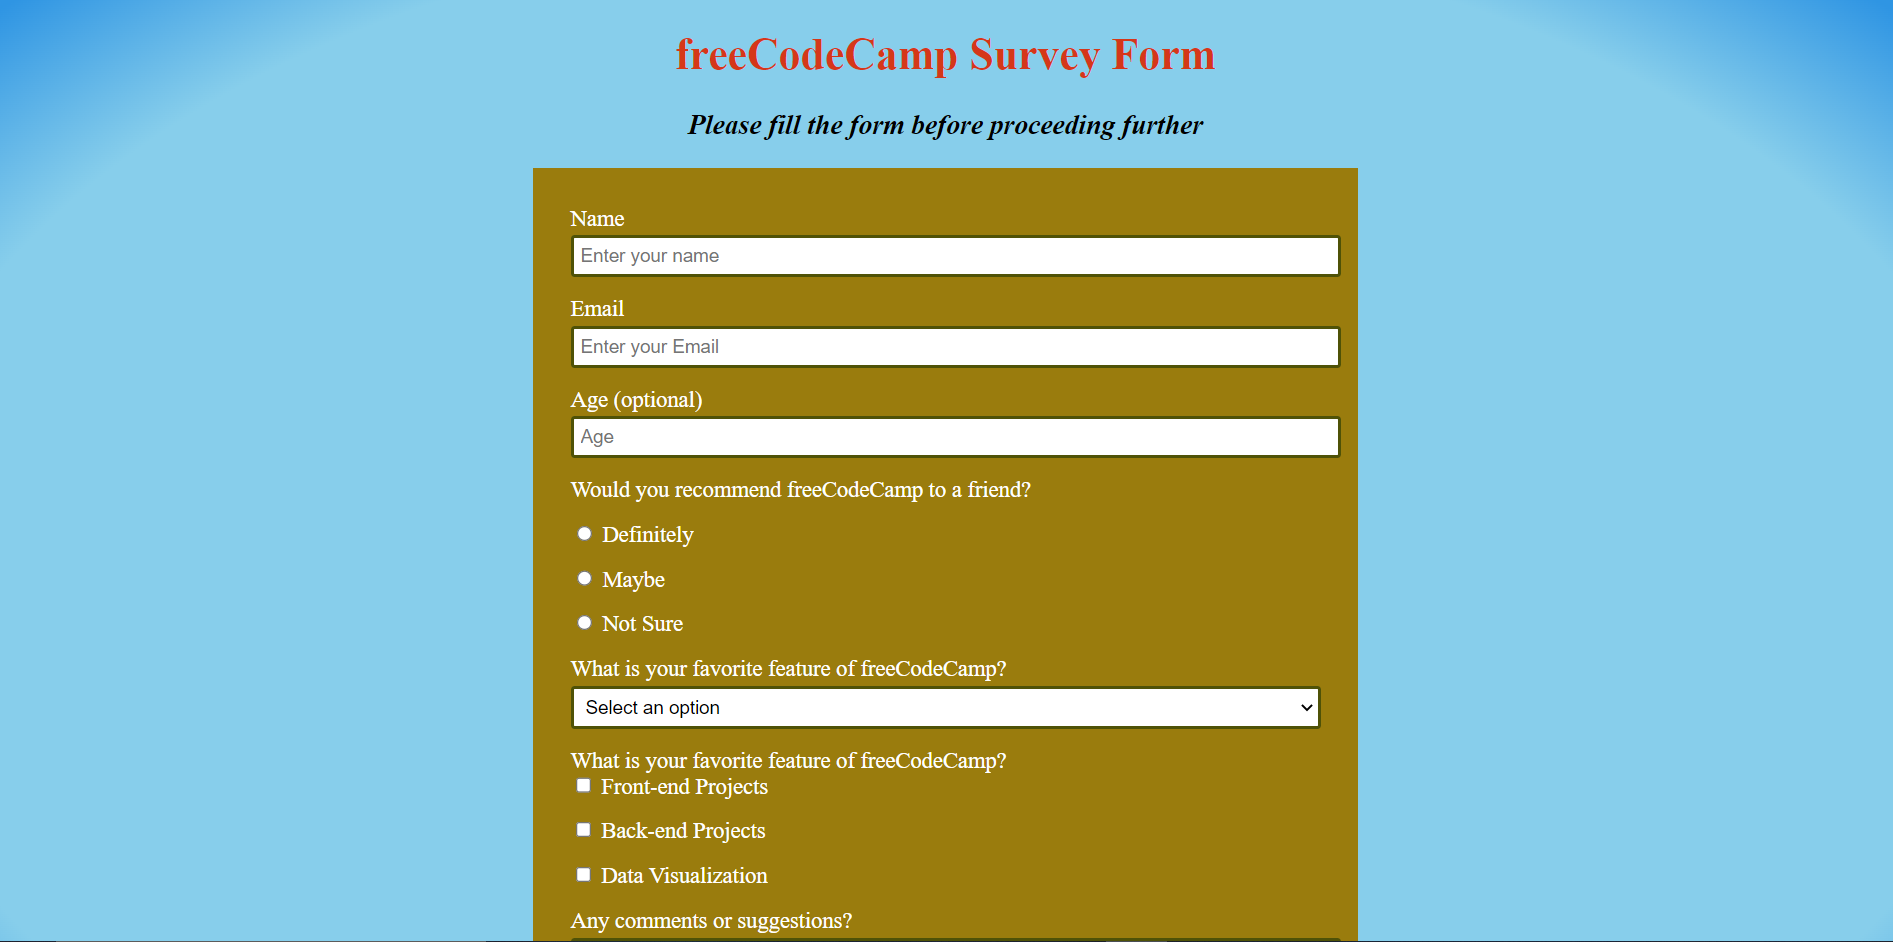 freeCodeCamp Survey Form
Please fill the form before proceeding further
Name
Enter your name
Email
Enter your Email
Age (optional)
Age
Would you recommend freeCodeCamp to a friend?
Definitely
Maybe
Not Sure
What is your favorite feature of freeCodeCamp?
Select an option
What is your favorite feature of freeCodeCamp?
Front-end Projects
Back-end Projects
Data Visualization
Any comments or suggestions?